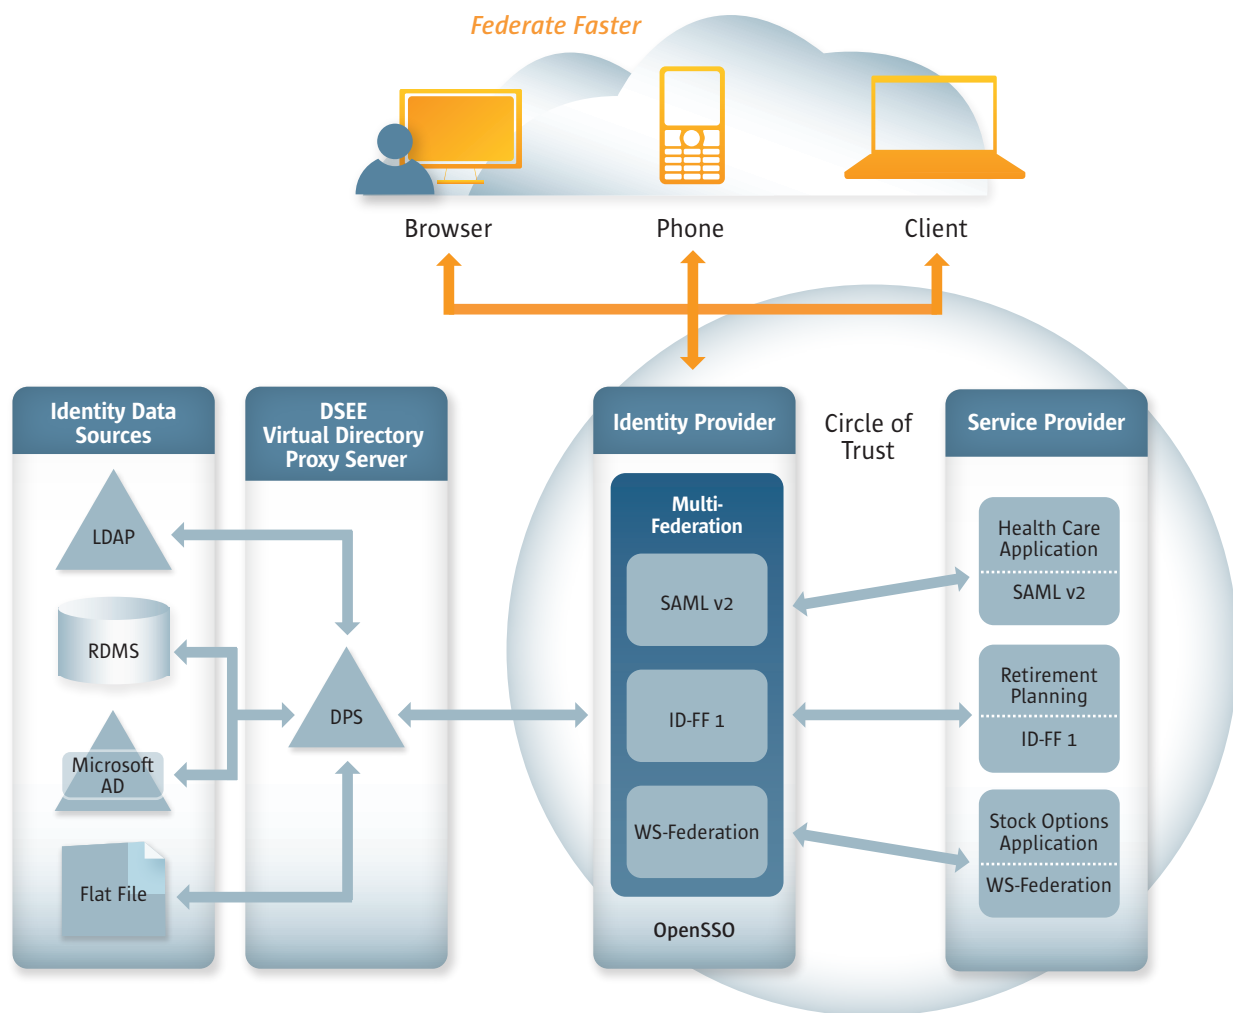 Federate Faster
Browser
Phone
Client
Identity Data
Sources
LDAP
RDMS
Microsoft
AD
Flat File
DSEE
Virtual Directory
Proxy Server
DPS
Identity Provider
Multi-
Federation
SAML v2
ID-FF 1
WS-Federation
OpenSSO
Circle of
Trust
Service Provider
Health Care
Application
SAML v2
Retirement
Planning
ID-FF 1
Stock Options
Application
WS-Federation